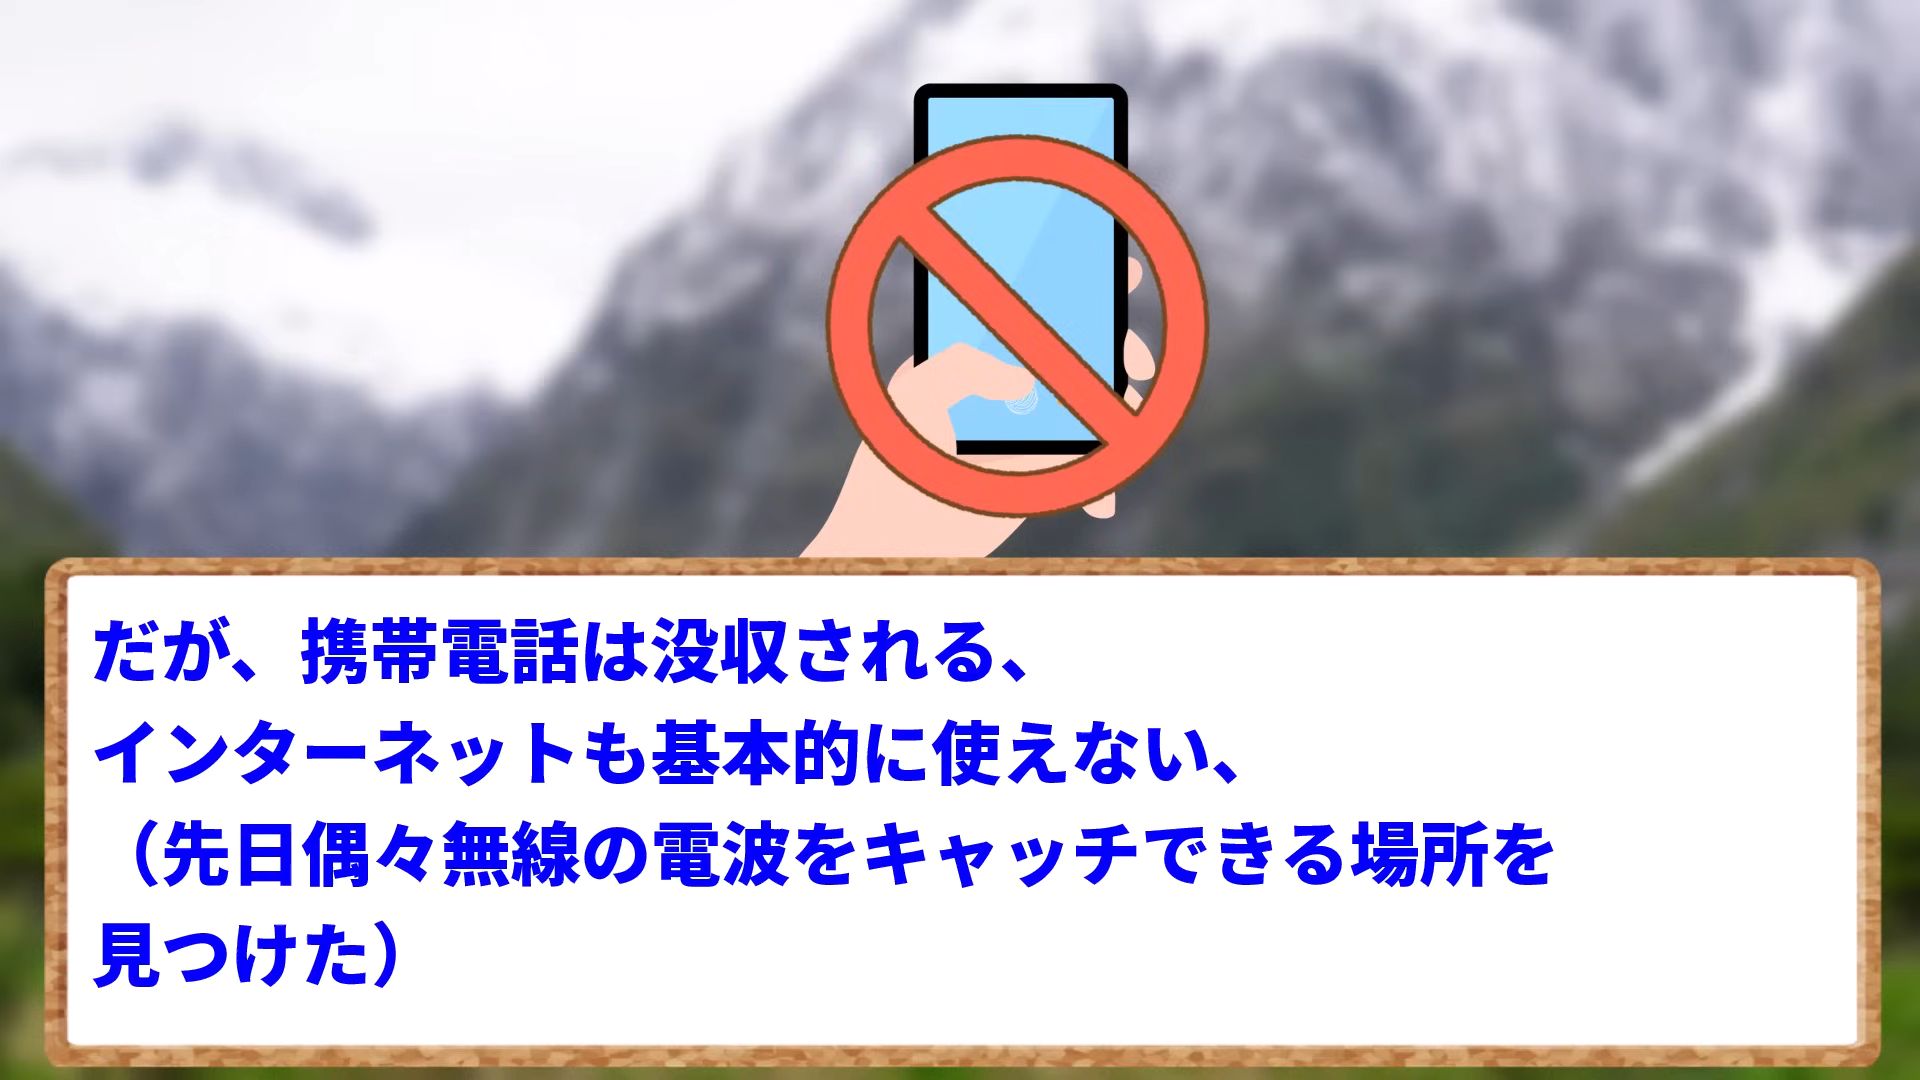 だが、携帯電話は没収される、
インターネットも基本的に使えない、
（先日偶々無線の電波をキャッチできる場所を
見つけた）